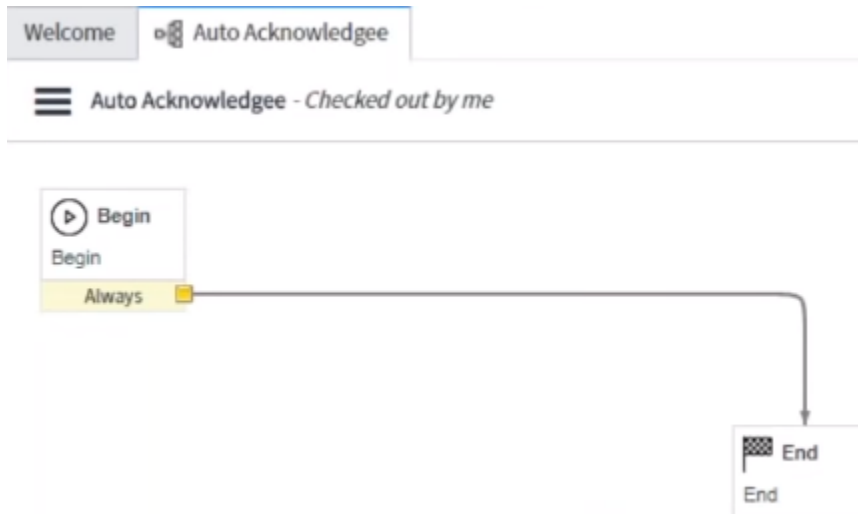 Welcome
Auto Acknowledgee
Auto Acknowledgee - Checked out by me
Begin
Begin
Always
End
End